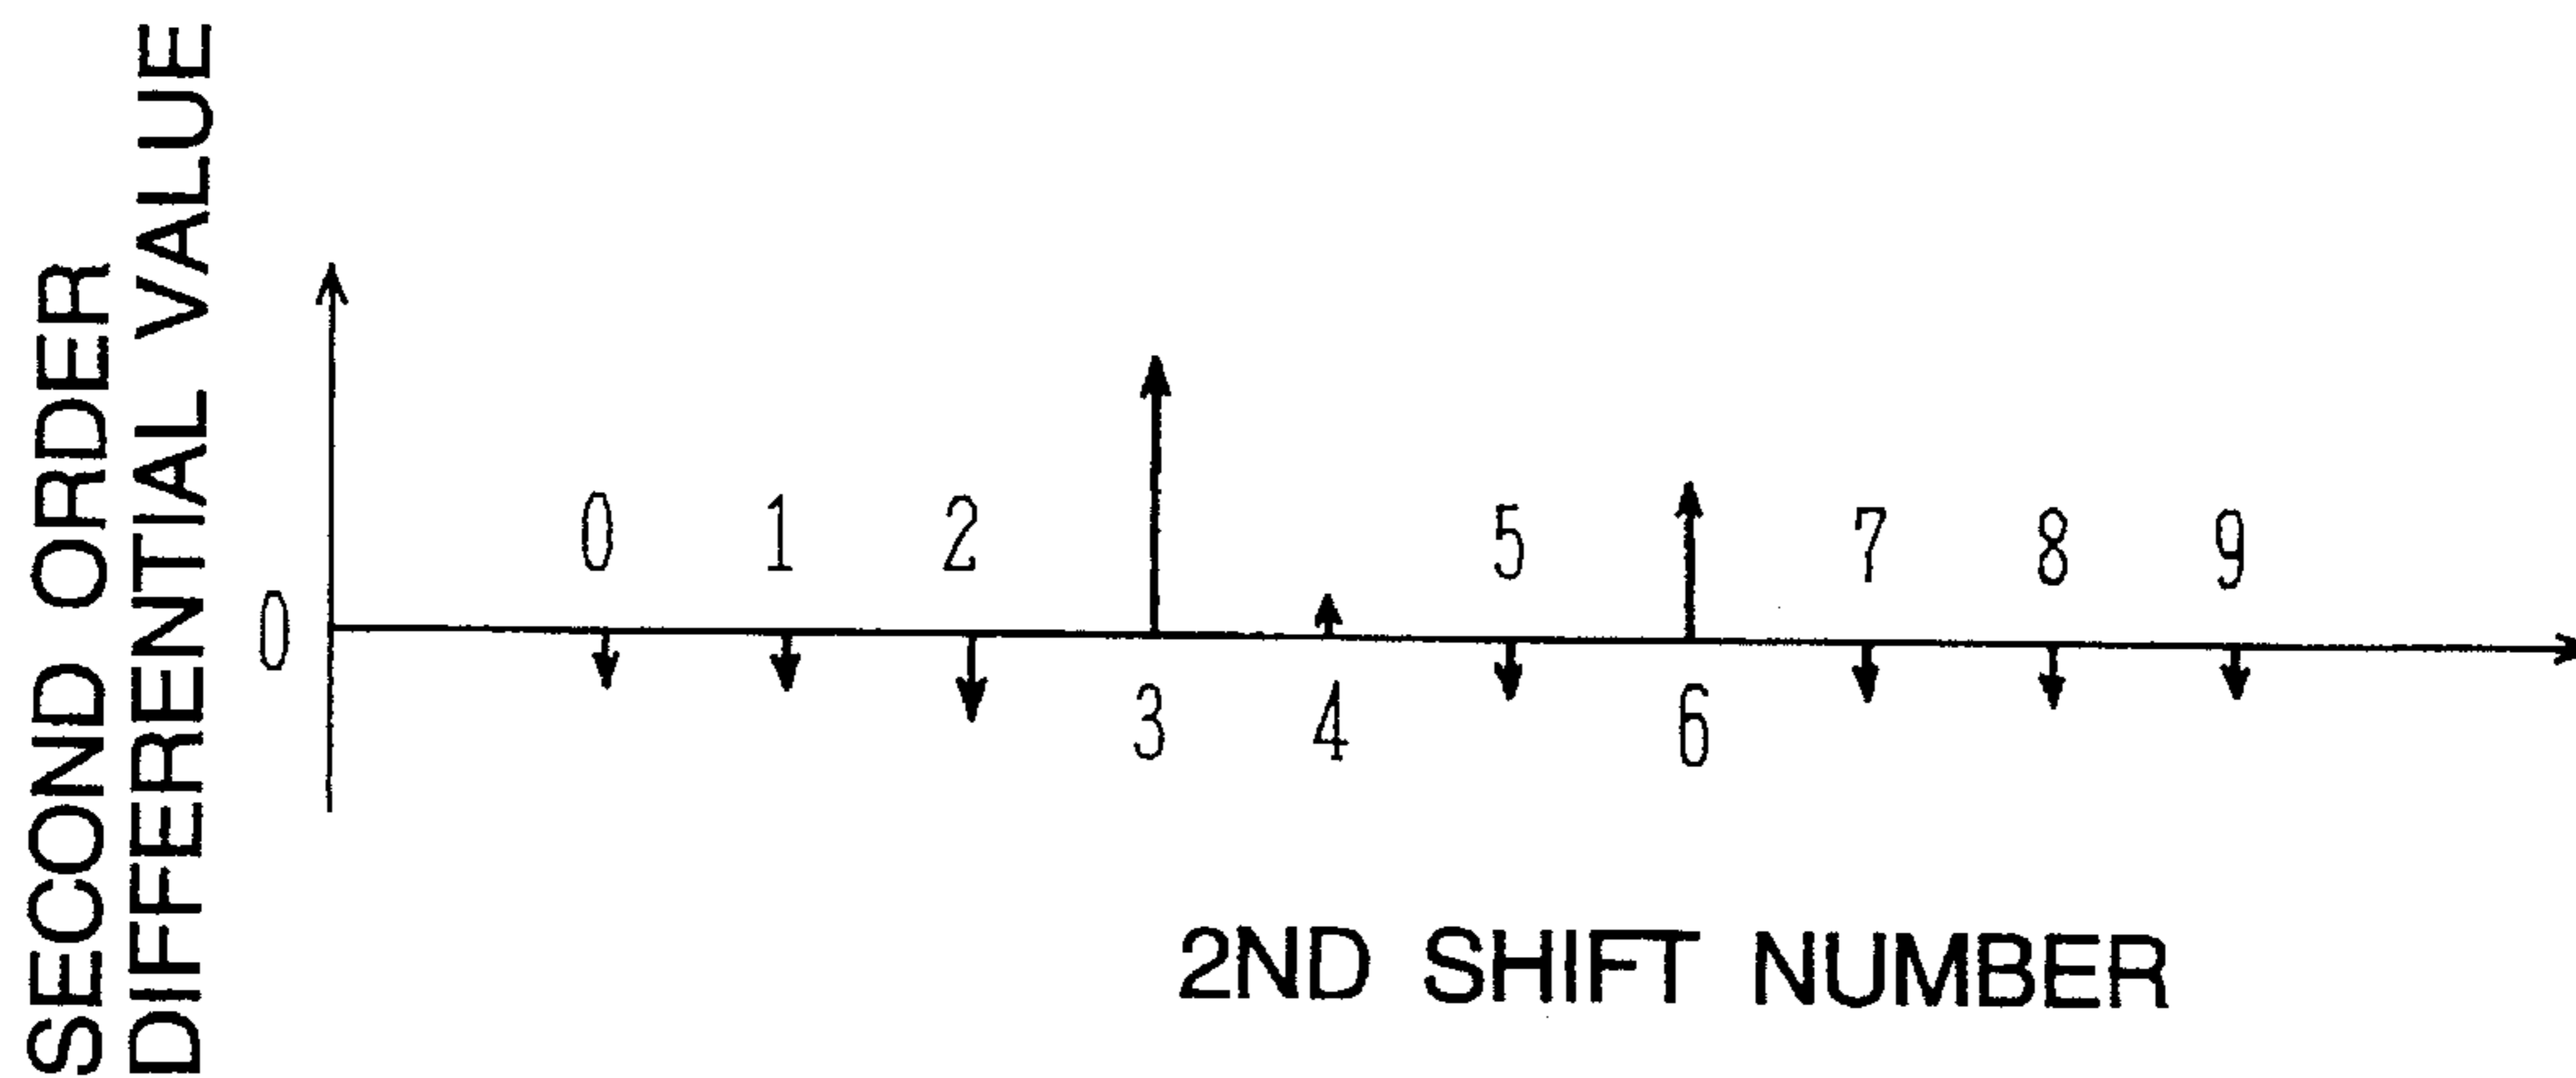 SECOND ORDER
DIFFERENTIAL VALUE
0
0 1 2 5 7 8 9
3 4 6
2ND SHIFT NUMBER